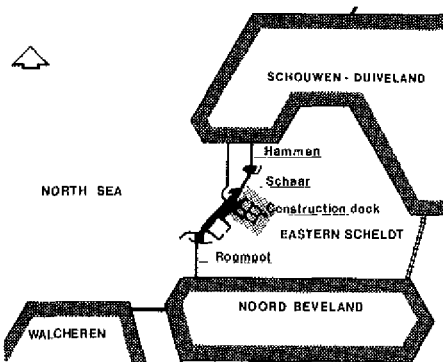 SCHOUWEN - DUIVELAND
Hammen
Schaar
NORTH SEA
Construction dock
EASTERN SCHELDT
Roompot
NOORD BEVELAND
WALCHEREN